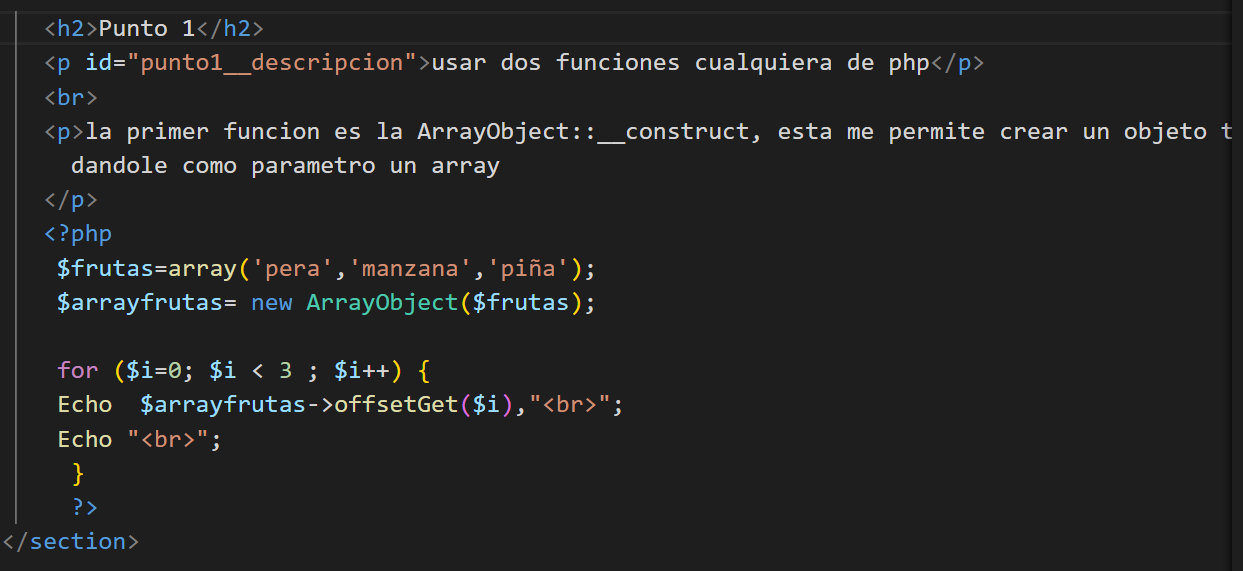 <h2>Punto 1</h2>
<p id="punto1__descripcion">usar dos funciones cualquiera de php</p>
<br>
<p>la primer funcion es la ArrayObject::__construct, esta me permite crear un objeto t
dandole como parametro un array
</p>
<?php
$frutas=array('pera','manzana','piña');
$arrayfrutas= new ArrayObject($frutas);
for ($i=0; $i < 3 ; $i++) {
Echo  $arrayfrutas->offsetGet($i),"<br>";
Echo "<br>";
}
?>
</section>